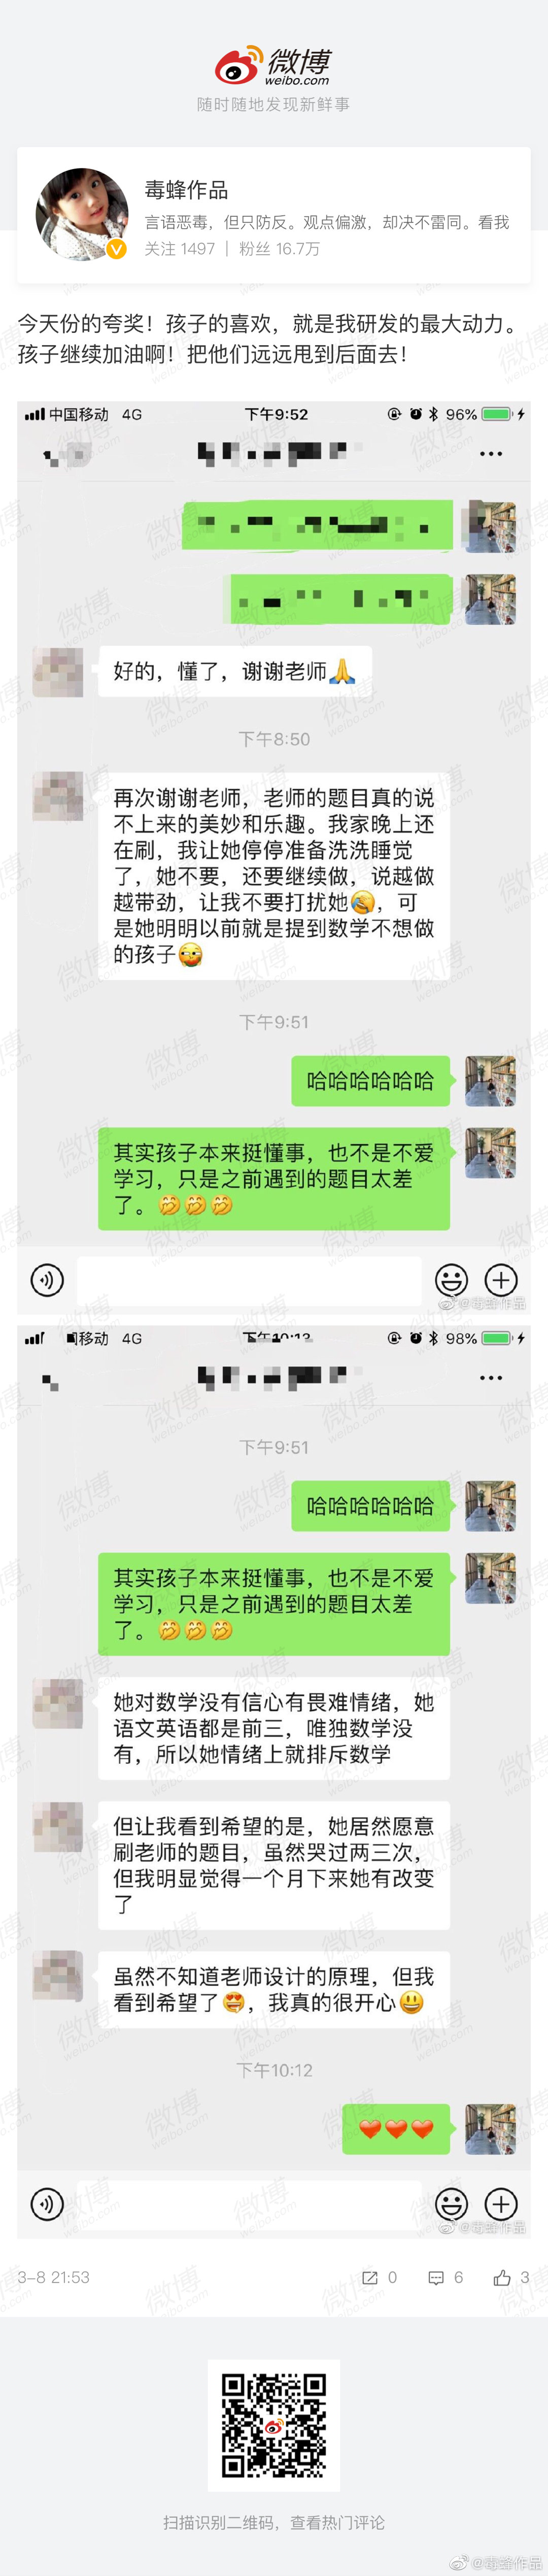 微博
weibo.com
随时随地发现新鲜事
毒蜂作品
言语恶毒，但只防反。观点偏激，却决不雷同。看我
关注 1497 | 粉丝 16.7万
今天份的夸奖！孩子的喜欢，就是我研发的最大动力。
孩子继续加油啊！把他们远远甩到后面去！
中国移动 4G 下午9:52 96%
好的，懂了，谢谢老师🙏
下午8:50
再次谢谢老师，老师的题目真的说
不上来的美妙和乐趣。我家晚上还
在刷，我让她停停准备洗洗睡觉
了，她不要，还要继续做，说越做
越带劲，让我不要打扰她，可
是她明明以前就是提到数学不想做
的孩子
下午9:51
哈哈哈哈哈哈
其实孩子本来挺懂事，也不是不爱
学习，只是之前遇到的题目太差
了。🤭🤭🤭
@毒蜂作品
移动 4G 98%
下午9:51
哈哈哈哈哈哈
其实孩子本来挺懂事，也不是不爱
学习，只是之前遇到的题目太差
了。🤭🤭🤭
她对数学没有信心有畏难情绪，她
语文英语都是前三，唯独数学没
有，所以她情绪上就排斥数学
但让我看到希望的是，她居然愿意
刷老师的题目，虽然哭过两三次，
但我明显觉得一个月下来她有改变
了
虽然不知道老师设计的原理，但我
看到希望了😍，我真的很开心😃
下午10:12
❤❤❤
@毒蜂作品
3-8 21:53 0 6 3
扫描识别二维码，查看热门评论
@毒蜂作品